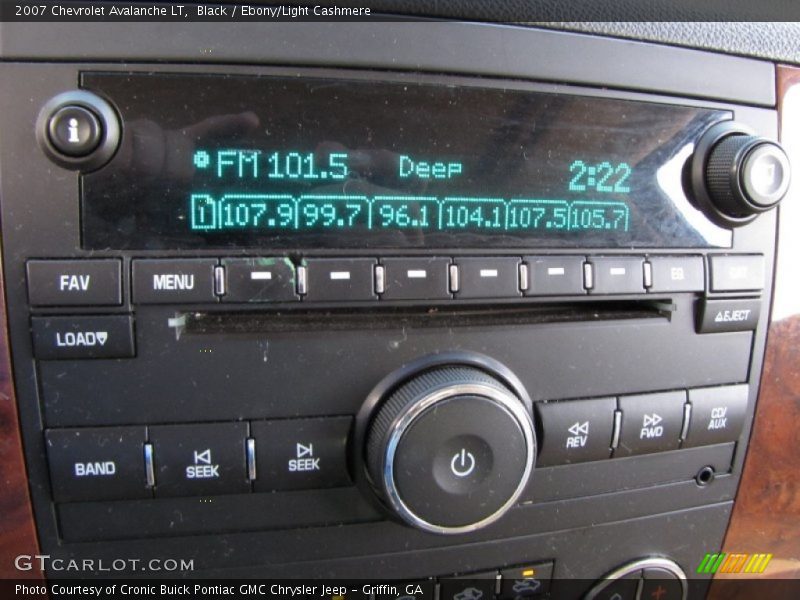 2007 Chevrolet Avalanche LT,  Black / Ebony/Light Cashmere
i
FM 101.5 Deep 2:22
1 107.9 99.7 96.1 104.1 107.5 105.7
FAV MENU EQ
LOAD EJECT
REV FWD CD/AUX
BAND SEEK SEEK
GTCARLOT.COM
Photo Courtesy of Cronic Buick Pontiac GMC Chrysler Jeep - Griffin, GA